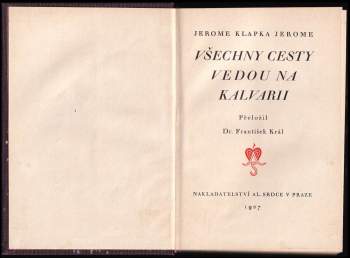 JEROME KLAPKA JEROME
VŠECHNY CESTY
VEDOU NA
KALVARII
Přeložil
Dr. František Král
NAKLADATELSTVÍ AL. SRDCE V PRAZE
1927